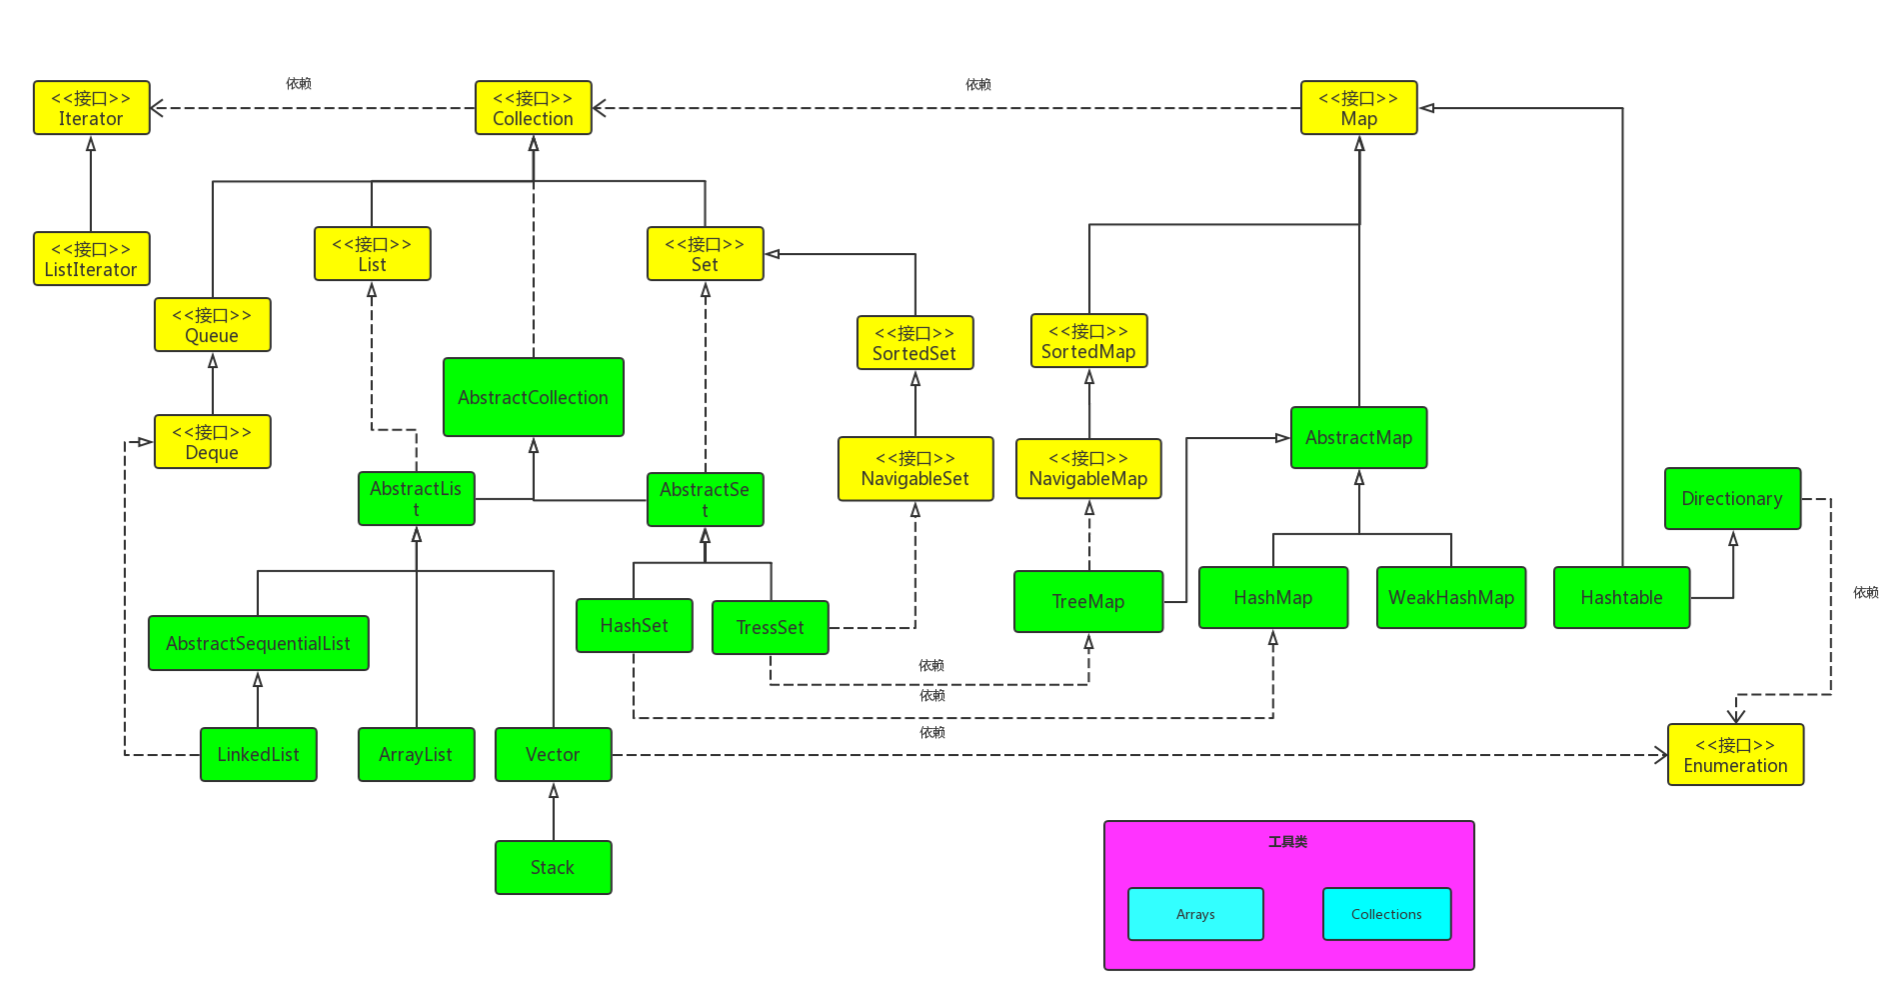 依赖
依赖
<<接口>>
Iterator
<<接口>>
Collection
<<接口>>
Map
<<接口>>
ListIterator
<<接口>>
List
<<接口>>
Set
<<接口>>
Queue
<<接口>>
SortedSet
<<接口>>
SortedMap
AbstractCollection
<<接口>>
Deque
<<接口>>
NavigableSet
<<接口>>
NavigableMap
AbstractMap
AbstractLis
t
AbstractSe
t
Directionary
HashSet
TressSet
TreeMap
HashMap
WeakHashMap
Hashtable
依赖
AbstractSequentialList
依赖
依赖
依赖
LinkedList
ArrayList
Vector
<<接口>>
Enumeration
Stack
工具类
Arrays
Collections